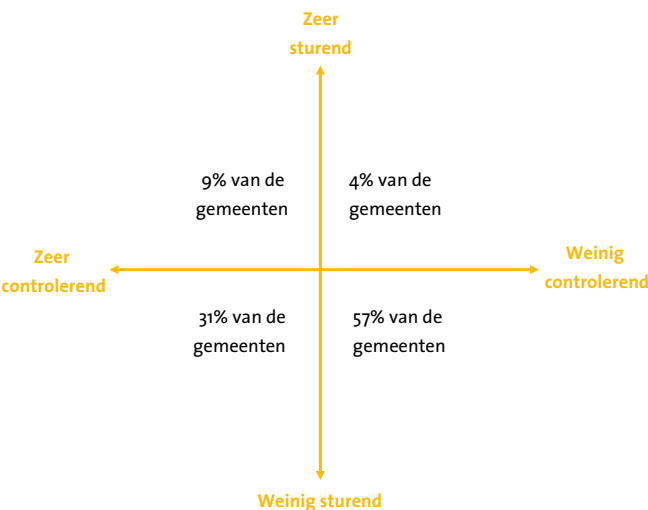 Zeer
sturend
9% van de
gemeenten
4% van de
gemeenten
Zeer
controlerend
Weinig
controlerend
31% van de
gemeenten
57% van de
gemeenten
Weinig sturend